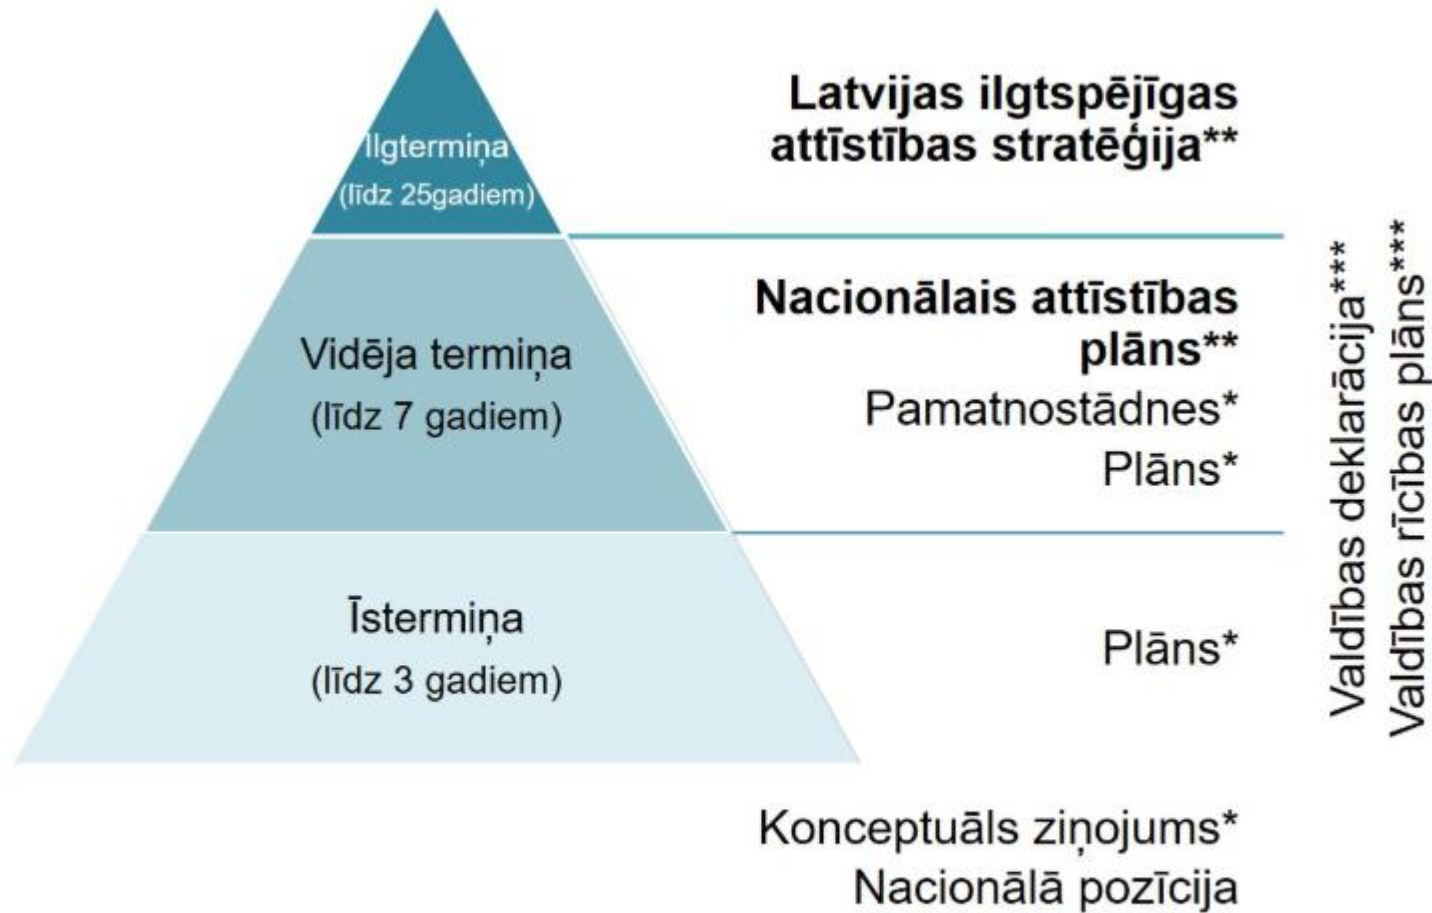 Ilgtermiņa
(līdz 25gadiem)
Latvijas ilgtspējīgas
attīstības stratēģija**
Vidēja termiņa
(līdz 7 gadiem)
Nacionālais attīstības
plāns**
Pamatnostādnes*
Plāns*
Īstermiņa
(līdz 3 gadiem)
Plāns*
Valdības deklarācija***
Valdības rīcības plāns***
Konceptuāls ziņojums*
Nacionālā pozīcija